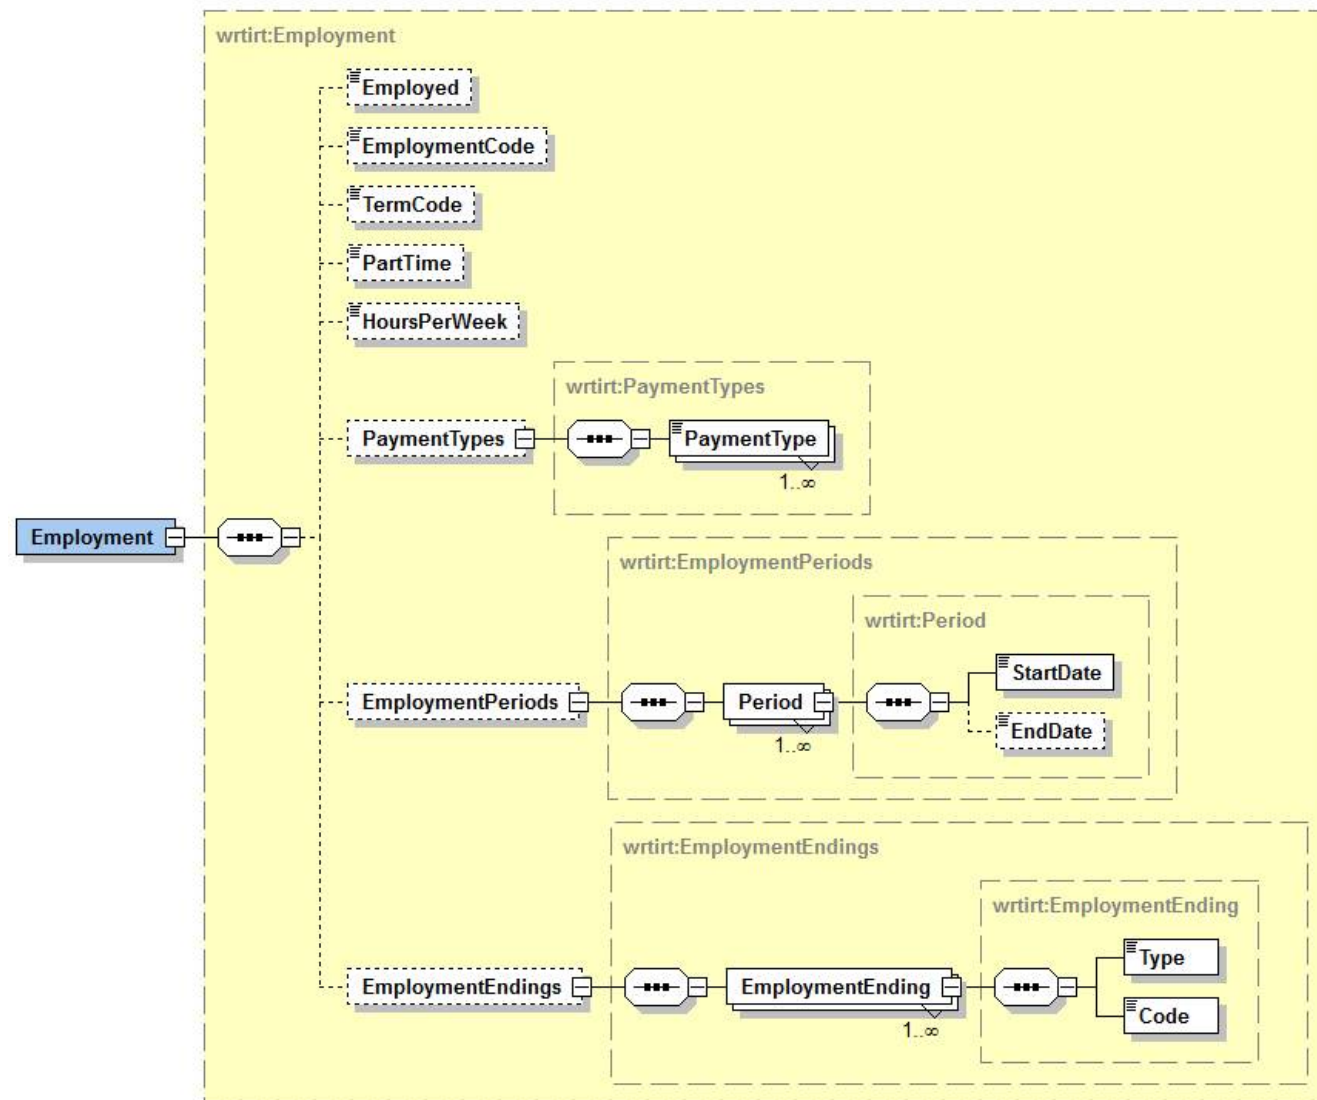 wrtirt:Employment
Employed
EmploymentCode
TermCode
PartTime
HoursPerWeek
wrtirt:PaymentTypes
PaymentTypes
PaymentType
1..∞
Employment
wrtirt:EmploymentPeriods
wrtirt:Period
StartDate
EmploymentPeriods
Period
EndDate
1..∞
wrtirt:EmploymentEndings
wrtirt:EmploymentEnding
Type
EmploymentEndings
EmploymentEnding
Code
1..∞